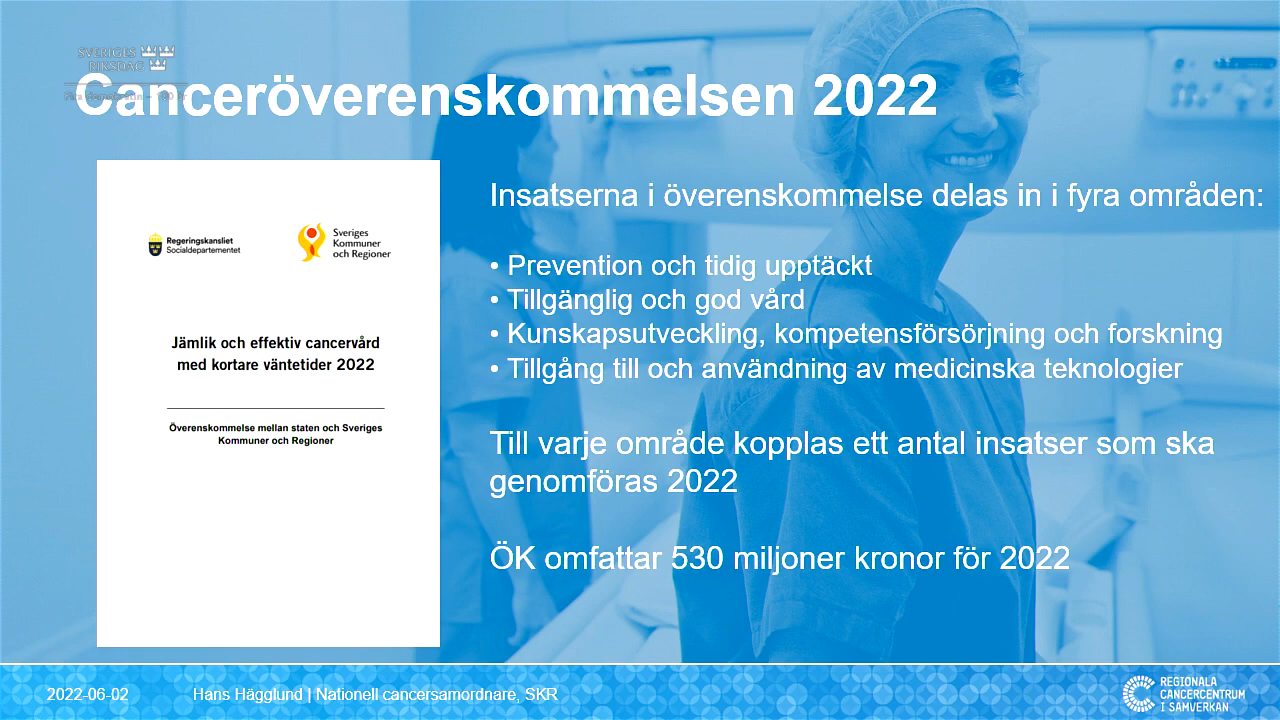 SVERIGES
RIKSDAG
Canceröverenskommelsen 2022
Regeringskansliet
Socialdepartementet
Sveriges
Kommuner
och Regioner
Jämlik och effektiv cancervård
med kortare väntetider 2022
Överenskommelse mellan staten och Sveriges
Kommuner och Regioner
Insatserna i överenskommelse delas in i fyra områden:
• Prevention och tidig upptäckt
• Tillgänglig och god vård
• Kunskapsutveckling, kompetensförsörjning och forskning
• Tillgång till och användning av medicinska teknologier
Till varje område kopplas ett antal insatser som ska
genomföras 2022
ÖK omfattar 530 miljoner kronor för 2022
2022-06-02
Hans Hägglund | Nationell cancersamordnare, SKR
REGIONALA
CANCERCENTRUM
I SAMVERKAN